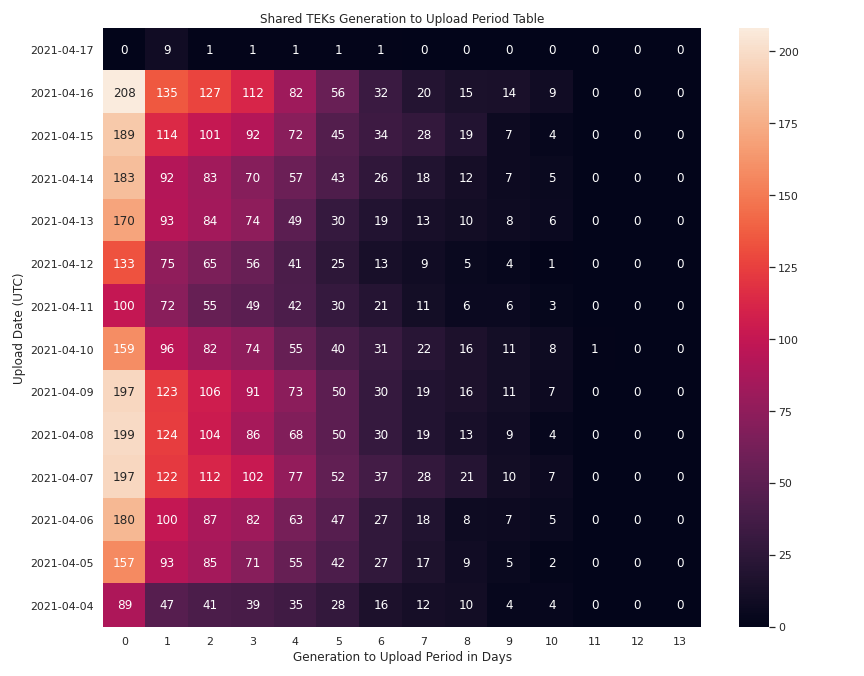 Shared TEKs Generation to Upload Period Table
Upload Date (UTC)
2021-04-17 0 9 1 1 1 1 1 0 0 0 0 0 0 0
2021-04-16 208 135 127 112 82 56 32 20 15 14 9 0 0 0
2021-04-15 189 114 101 92 72 45 34 28 19 7 4 0 0 0
2021-04-14 183 92 83 70 57 43 26 18 12 7 5 0 0 0
2021-04-13 170 93 84 74 49 30 19 13 10 8 6 0 0 0
2021-04-12 133 75 65 56 41 25 13 9 5 4 1 0 0 0
2021-04-11 100 72 55 49 42 30 21 11 6 6 3 0 0 0
2021-04-10 159 96 82 74 55 40 31 22 16 11 8 1 0 0
2021-04-09 197 123 106 91 73 50 30 19 16 11 7 0 0 0
2021-04-08 199 124 104 86 68 50 30 19 13 9 4 0 0 0
2021-04-07 197 122 112 102 77 52 37 28 21 10 7 0 0 0
2021-04-06 180 100 87 82 63 47 27 18 8 7 5 0 0 0
2021-04-05 157 93 85 71 55 42 27 17 9 5 2 0 0 0
2021-04-04 89 47 41 39 35 28 16 12 10 4 4 0 0 0
0 1 2 3 4 5 6 7 8 9 10 11 12 13
Generation to Upload Period in Days
200
175
150
125
100
75
50
25
0